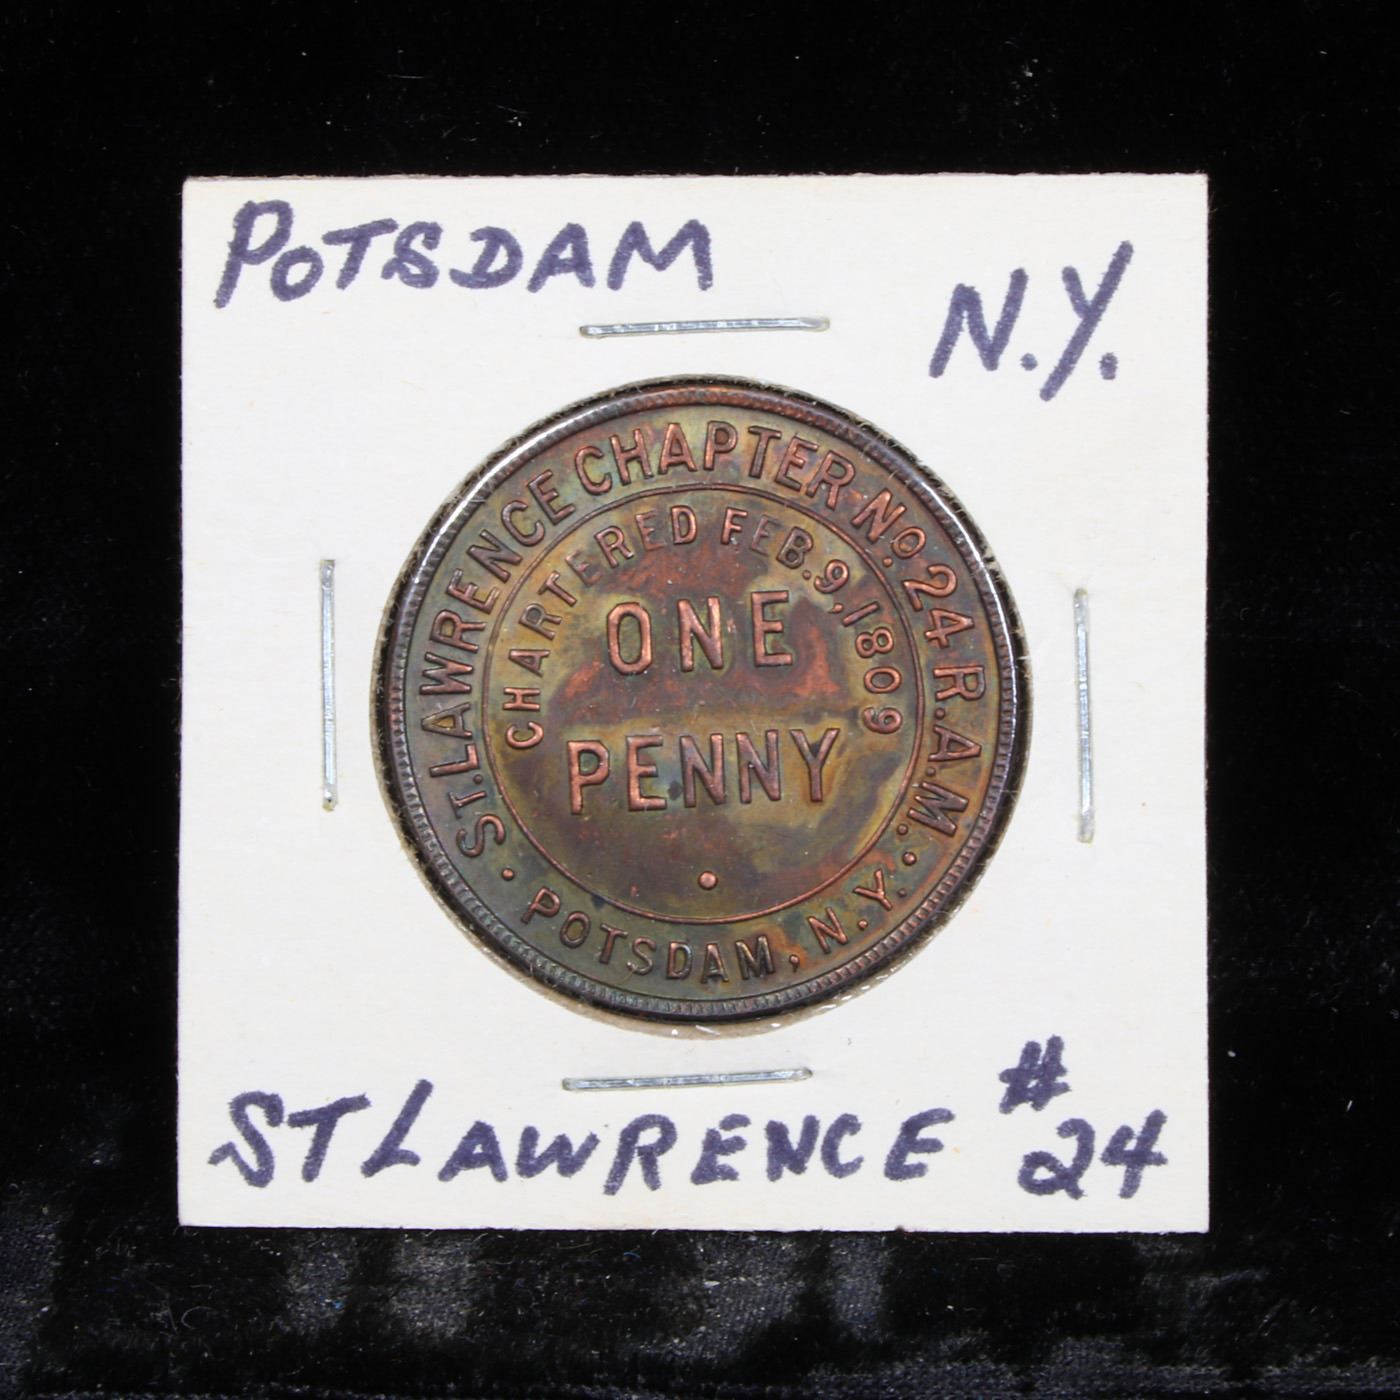 POTSDAM
N.Y.
ST. LAWRENCE CHAPTER No. 24 R.A.M.
CHARTERED FEB. 9, 1809
ONE
PENNY
• POTSDAM, N.Y. •
ST LAWRENCE #24